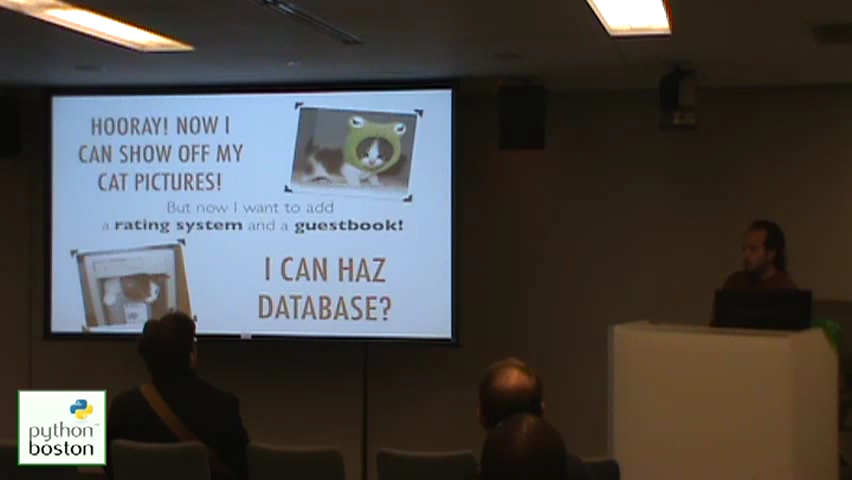 HOORAY! NOW I
CAN SHOW OFF MY
CAT PICTURES!
But now I want to add
a rating system and a guestbook!
I CAN HAZ
DATABASE?
python™
boston